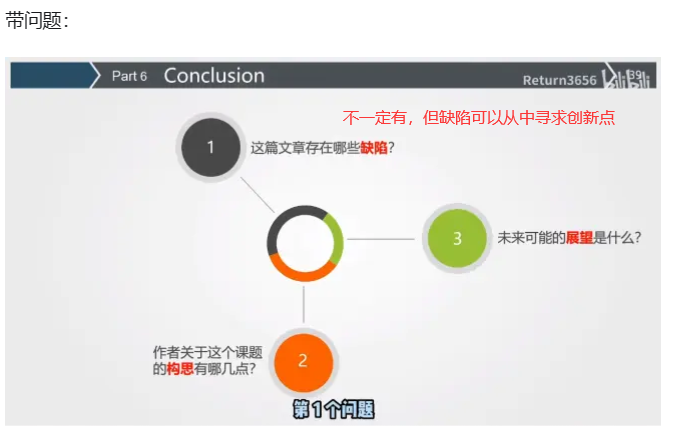 带问题：
Part 6 Conclusion
Return3656 bilibili
不一定有，但缺陷可以从中寻求创新点
1
这篇文章存在哪些缺陷?
3
未来可能的展望是什么?
作者关于这个课题
的构思有哪几点?
2
第1个问题